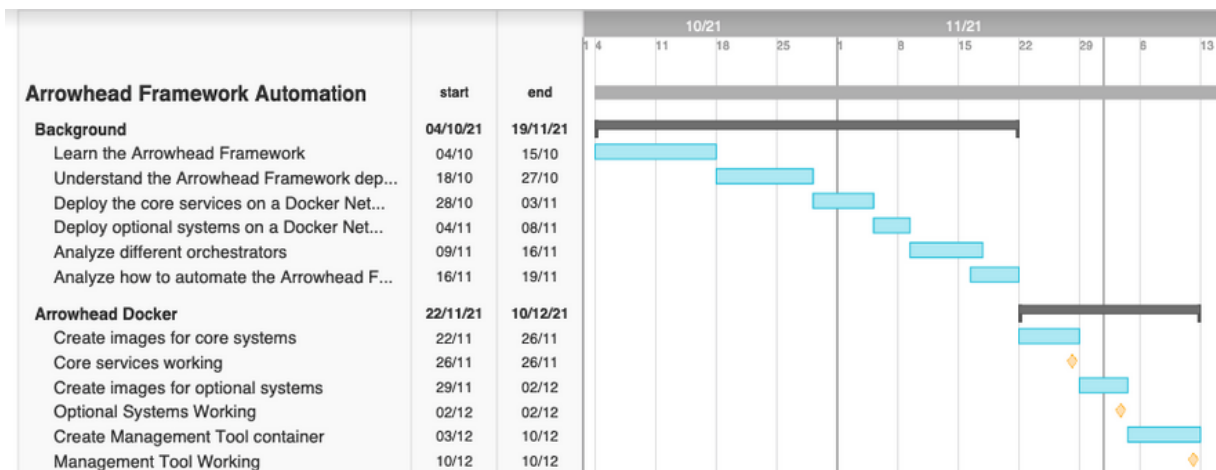 10/21 11/21
1 4 11 18 25 1 8 15 22 29 6 13
Arrowhead Framework Automation start end
Background 04/10/21 19/11/21
Learn the Arrowhead Framework 04/10 15/10
Understand the Arrowhead Framework dep... 18/10 27/10
Deploy the core services on a Docker Net... 28/10 03/11
Deploy optional systems on a Docker Net... 04/11 08/11
Analyze different orchestrators 09/11 16/11
Analyze how to automate the Arrowhead F... 16/11 19/11
Arrowhead Docker 22/11/21 10/12/21
Create images for core systems 22/11 26/11
Core services working 26/11 26/11
Create images for optional systems 29/11 02/12
Optional Systems Working 02/12 02/12
Create Management Tool container 03/12 10/12
Management Tool Working 10/12 10/12